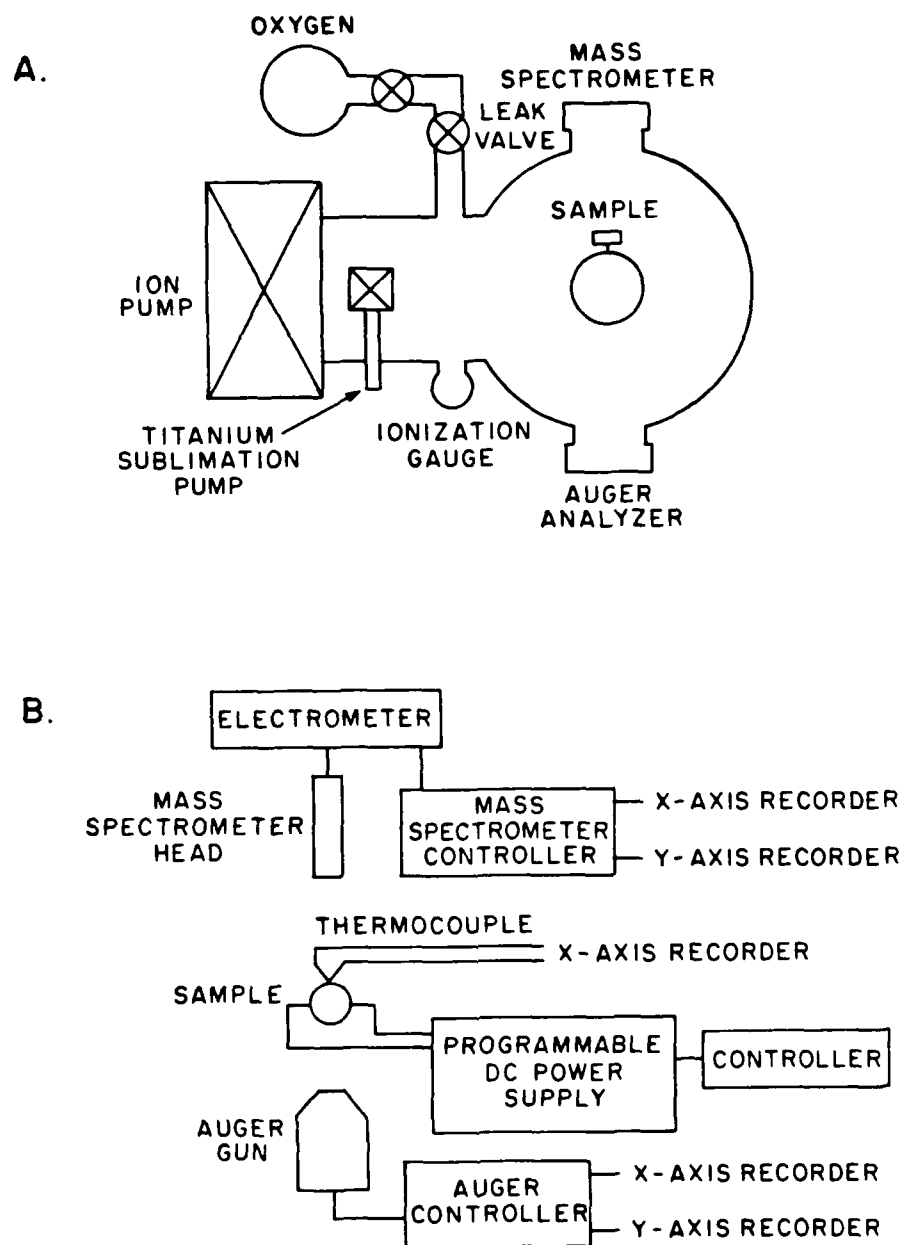 A.
OXYGEN
MASS
SPECTROMETER
LEAK
VALVE
SAMPLE
ION
PUMP
TITANIUM
SUBLIMATION
PUMP
IONIZATION
GAUGE
AUGER
ANALYZER
B.
ELECTROMETER
MASS
SPECTROMETER
HEAD
MASS
SPECTROMETER
CONTROLLER
X-AXIS RECORDER
Y-AXIS RECORDER
THERMOCOUPLE
X-AXIS RECORDER
SAMPLE
PROGRAMMABLE
DC POWER
SUPPLY
CONTROLLER
AUGER
GUN
AUGER
CONTROLLER
X-AXIS RECORDER
Y-AXIS RECORDER